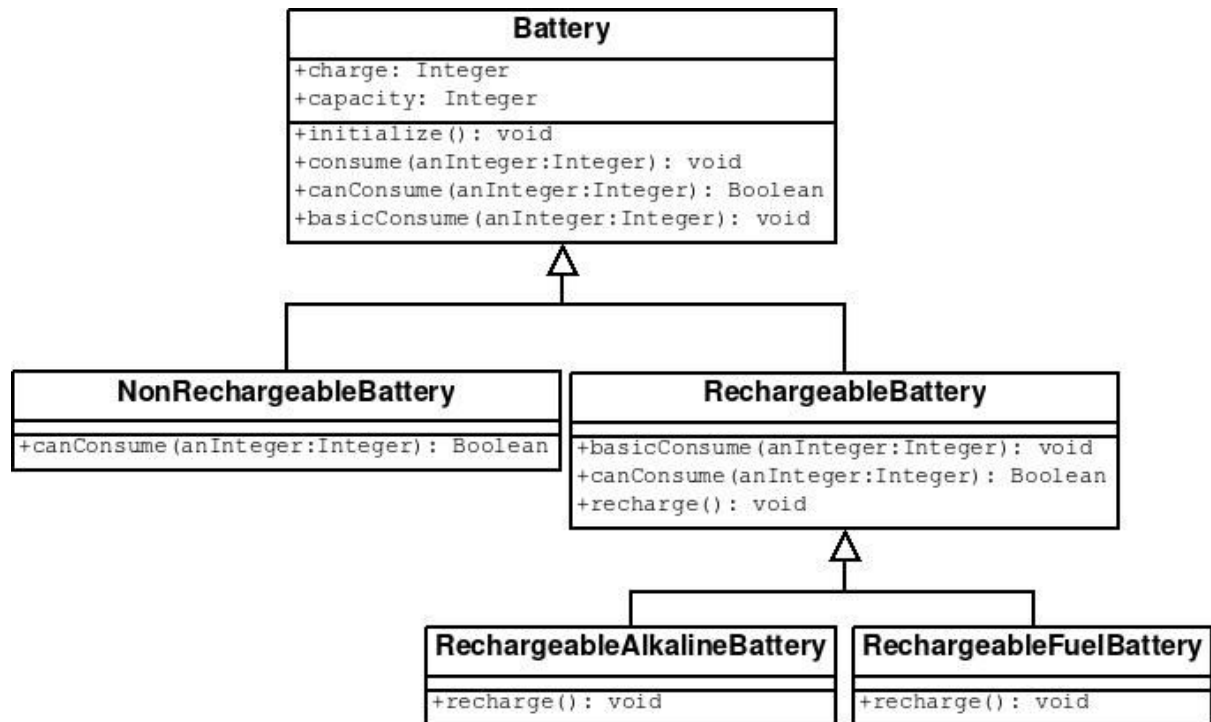 Battery
+charge: Integer
+capacity: Integer
+initialize(): void
+consume(anInteger:Integer): void
+canConsume(anInteger:Integer): Boolean
+basicConsume(anInteger:Integer): void
NonRechargeableBattery
+canConsume(anInteger:Integer): Boolean
RechargeableBattery
+basicConsume(anInteger:Integer): void
+canConsume(anInteger:Integer): Boolean
+recharge(): void
RechargeableAlkalineBattery
+recharge(): void
RechargeableFuelBattery
+recharge(): void